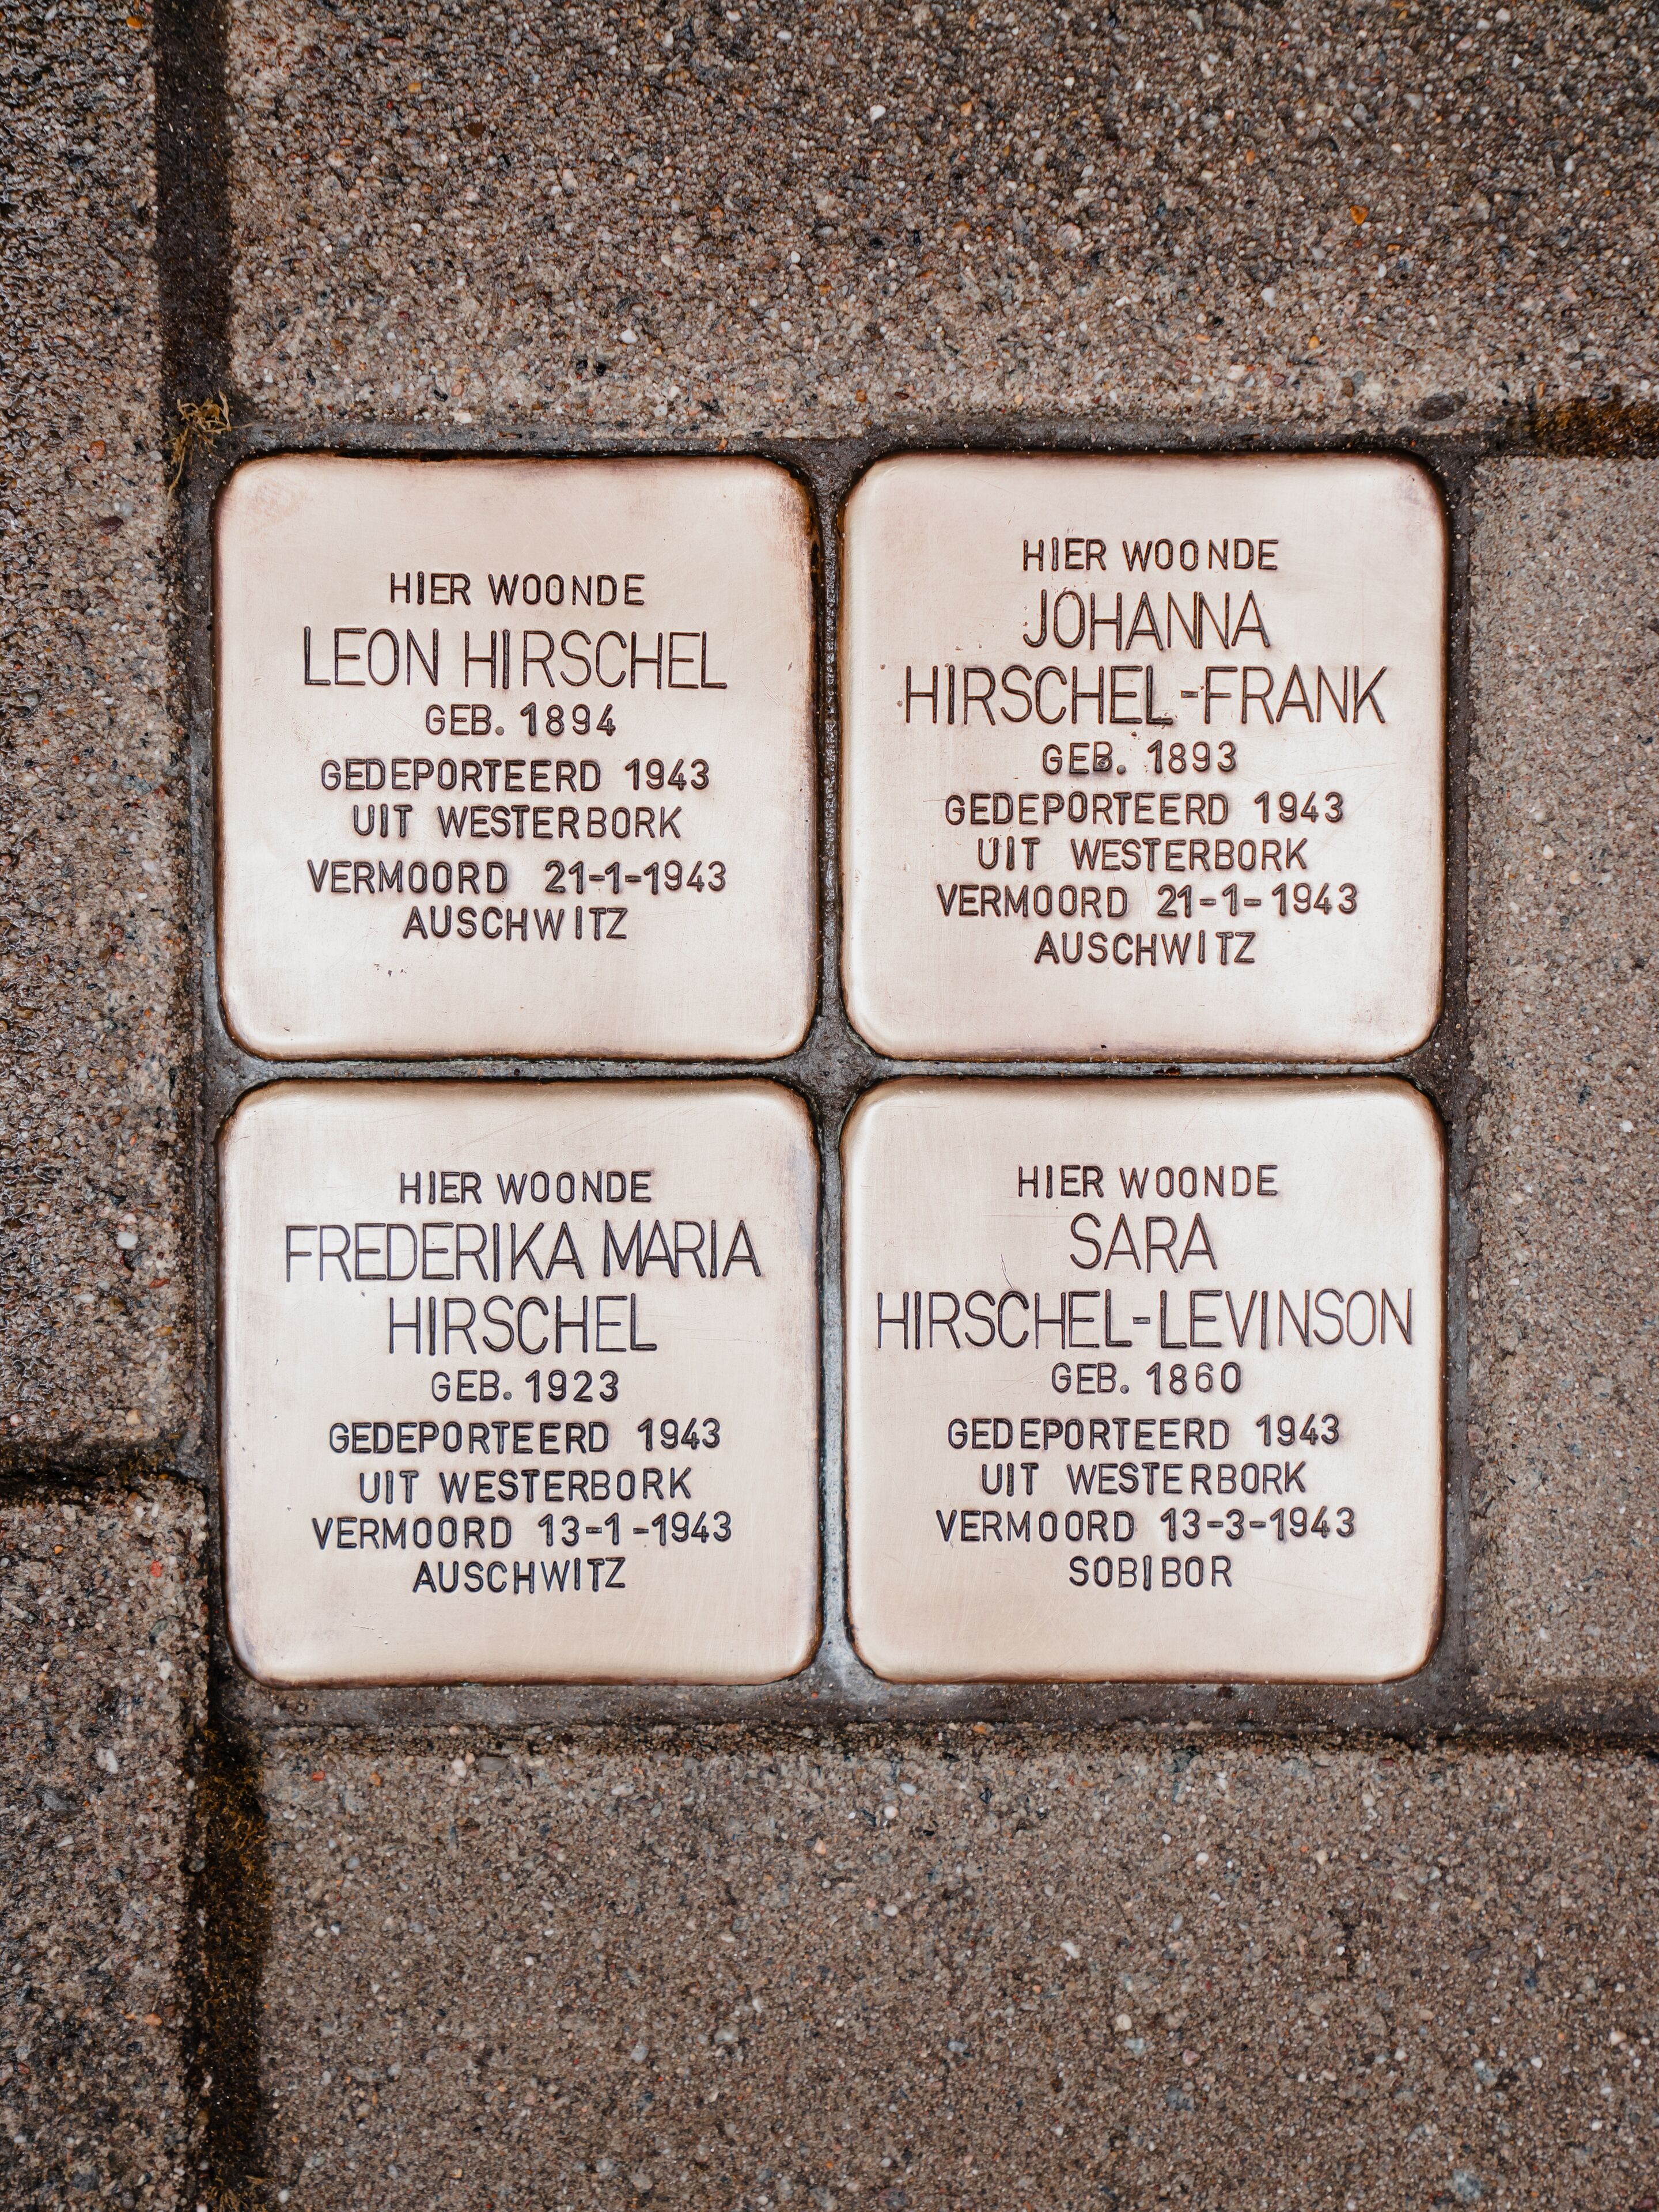 HIER WOONDE
LEON HIRSCHEL
GEB. 1894
GEDEPORTEERD 1943
UIT WESTERBORK
VERMOORD 21-1-1943
AUSCHWITZ
HIER WOONDE
JOHANNA
HIRSCHEL-FRANK
GEB. 1893
GEDEPORTEERD 1943
UIT WESTERBORK
VERMOORD 21-1-1943
AUSCHWITZ
HIER WOONDE
FREDERIKA MARIA
HIRSCHEL
GEB. 1923
GEDEPORTEERD 1943
UIT WESTERBORK
VERMOORD 13-1-1943
AUSCHWITZ
HIER WOONDE
SARA
HIRSCHEL-LEVINSON
GEB. 1860
GEDEPORTEERD 1943
UIT WESTERBORK
VERMOORD 13-3-1943
SOBIBOR